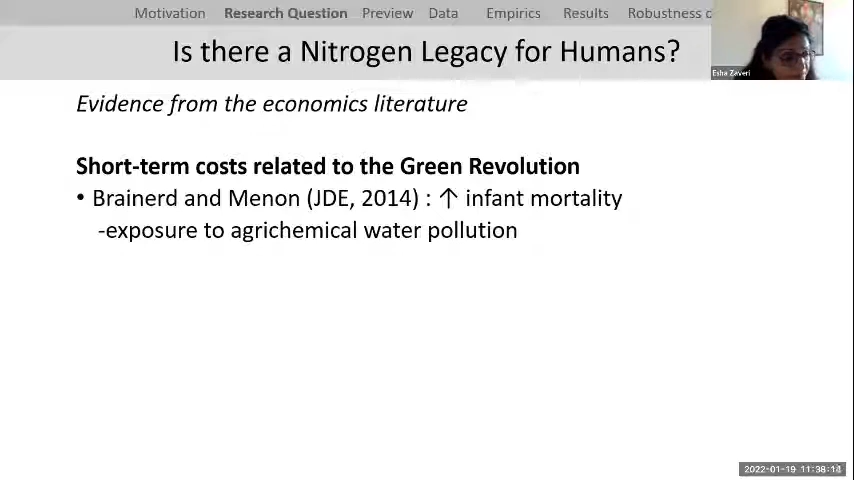 Motivation Research Question Preview Data Empirics Results Robustness
Is there a Nitrogen Legacy for Humans?
Esha Zaveri
Evidence from the economics literature
Short-term costs related to the Green Revolution
• Brainerd and Menon (JDE, 2014) : ↑ infant mortality
-exposure to agrichemical water pollution
2022-01-19 11:38:14